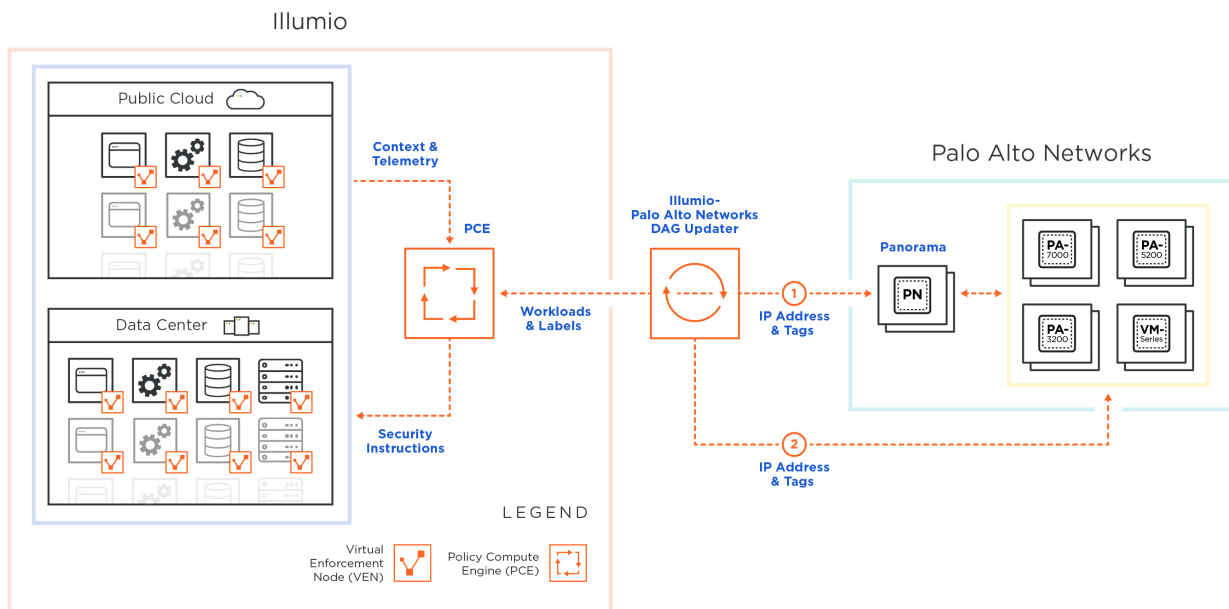 Illumio
Public Cloud
Data Center
Context &
Telemetry
PCE
Security
Instructions
Workloads
& Labels
Illumio-
Palo Alto Networks
DAG Updater
1
IP Address
& Tags
2
IP Address
& Tags
Palo Alto Networks
Panorama
PN
PA-
7000
PA-
5200
PA-
3200
VM-
Series
LEGEND
Virtual
Enforcement
Node (VEN)
Policy Compute
Engine (PCE)